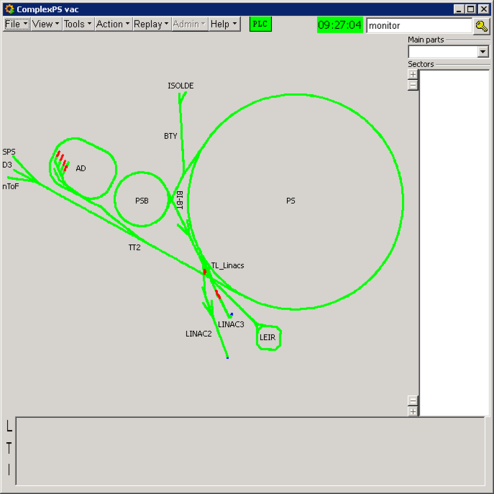 ComplexPS vac
File View Tools Action Replay Admin Help PLC 09:27:04 monitor
Main parts
Sectors
ISOLDE
BTY
SPS
D3
nToF
AD
PSB
BI-BT
PS
TT2
TL_Linacs
LINAC3
LINAC2
LEIR